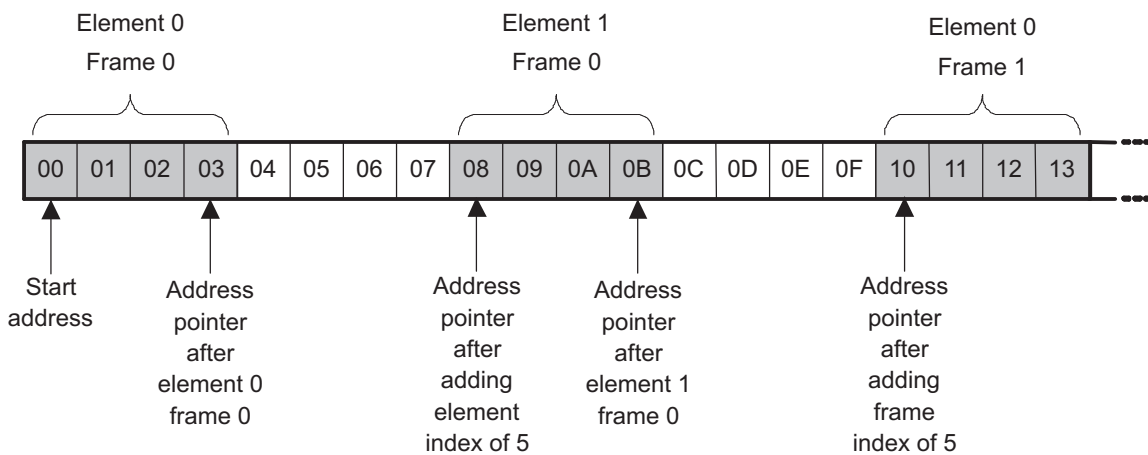 Element 0
Frame 0
Element 1
Frame 0
Element 0
Frame 1
00 01 02 03 04 05 06 07 08 09 0A 0B 0C 0D 0E 0F 10 11 12 13
Start
address
Address
pointer
after
element 0
frame 0
Address
pointer
after
adding
element
index of 5
Address
pointer
after
element 1
frame 0
Address
pointer
after
adding
frame
index of 5